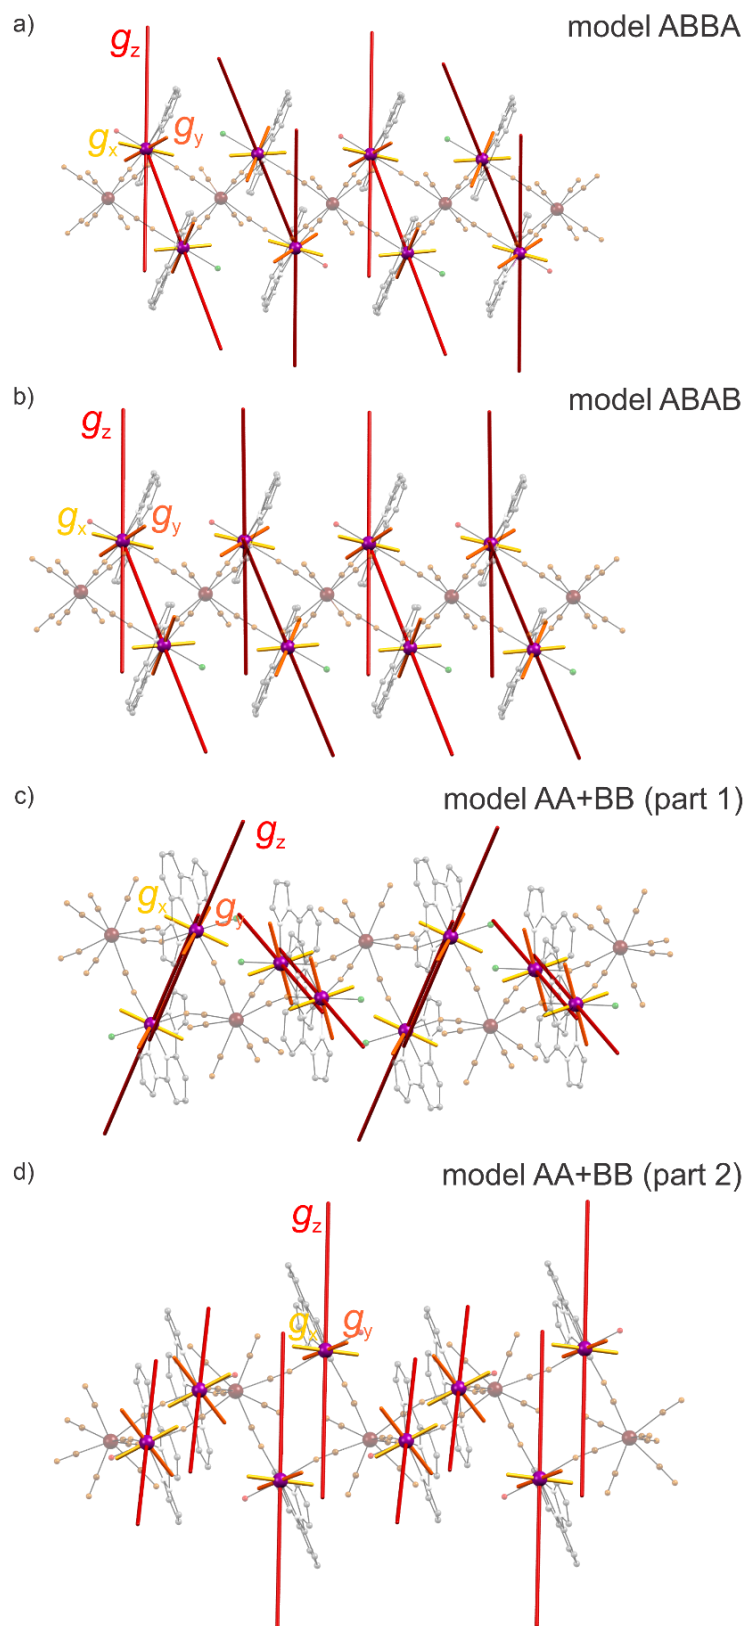 a) model ABBA
gz
gx gy
b) model ABAB
gz
gx gy
c) model AA+BB (part 1)
gz
gx gy
d) model AA+BB (part 2)
gz
gx gy